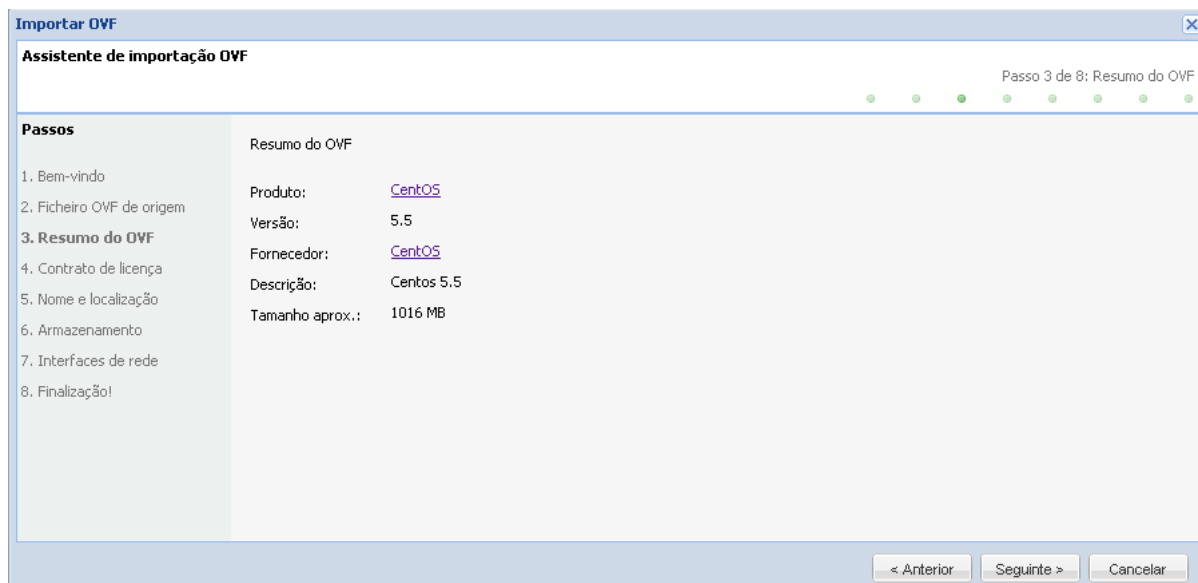 Importar OVF
Assistente de importação OVF
Passo 3 de 8: Resumo do OVF
Passos
1. Bem-vindo
2. Ficheiro OVF de origem
3. Resumo do OVF
4. Contrato de licença
5. Nome e localização
6. Armazenamento
7. Interfaces de rede
8. Finalização!
Resumo do OVF
Produto: CentOS
Versão: 5.5
Fornecedor: CentOS
Descrição: Centos 5.5
Tamanho aprox.: 1016 MB
< Anterior Seguinte > Cancelar